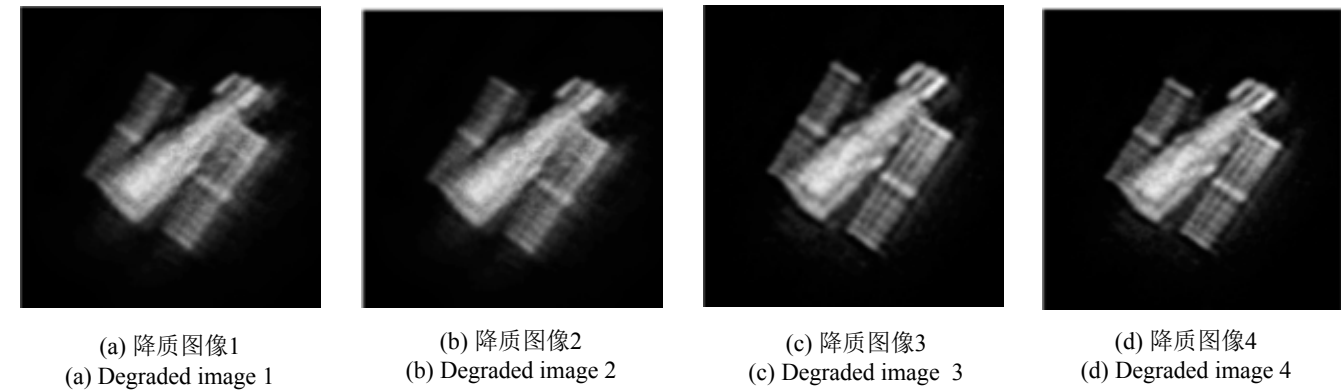 (a) 降质图像1
(a) Degraded image 1
(b) 降质图像2
(b) Degraded image 2
(c) 降质图像3
(c) Degraded image  3
(d) 降质图像4
(d) Degraded image 4